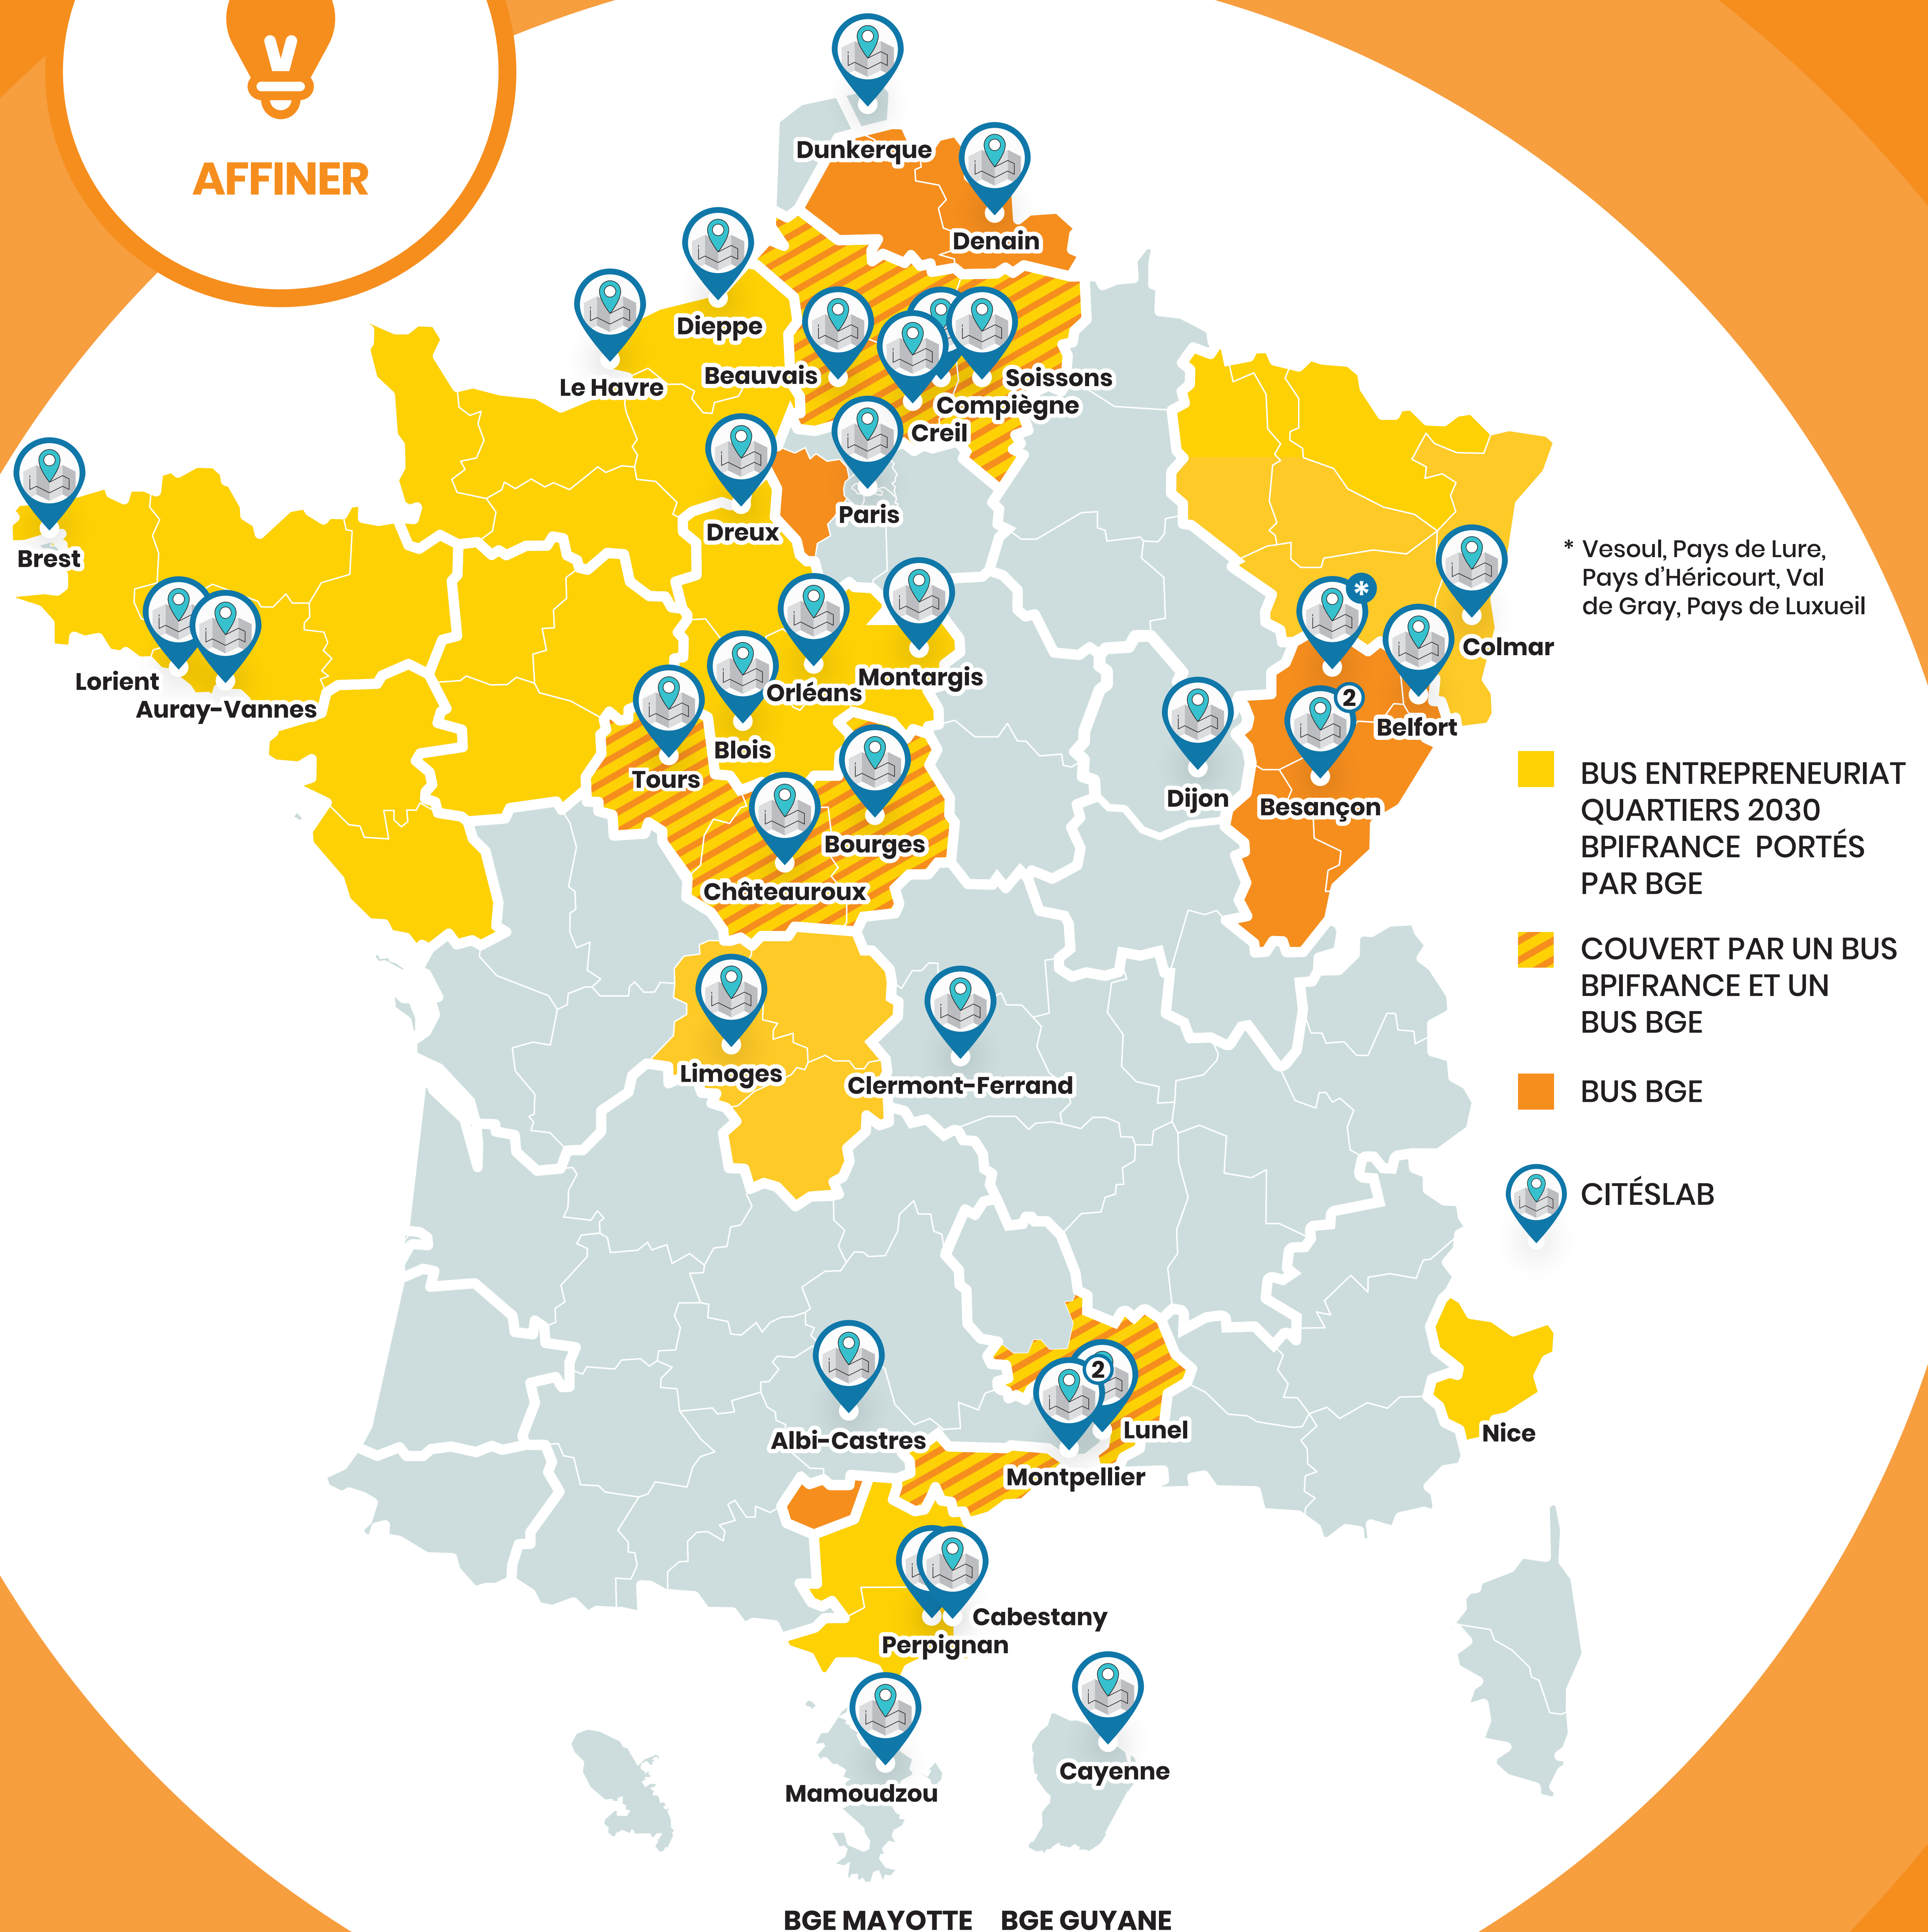 AFFINER
Dunkerque
Denain
Dieppe
Le Havre
Beauvais
Soissons
Compiègne
Creil
Paris
Dreux
Brest
Lorient
Auray-Vannes
* Vesoul, Pays de Lure,
Pays d'Héricourt, Val
de Gray, Pays de Luxueil
*
Colmar
Montargis
Orléans
Blois
Tours
2
Belfort
Dijon
Besançon
Bourges
Châteauroux
BUS ENTREPRENEURIAT
QUARTIERS 2030
BPIFRANCE PORTÉS
PAR BGE
COUVERT PAR UN BUS
BPIFRANCE ET UN
BUS BGE
BUS BGE
CITÉSLAB
Limoges
Clermont-Ferrand
Albi-Castres
2
Lunel
Montpellier
Nice
Cabestany
Perpignan
Mamoudzou
Cayenne
BGE MAYOTTE
BGE GUYANE